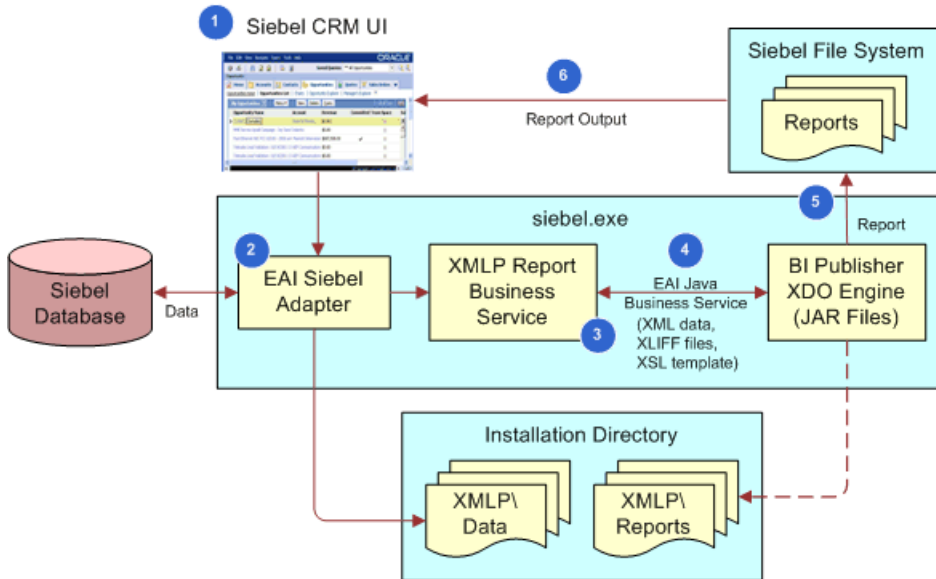 1
Siebel CRM UI
ORACLE
6
Report Output
Siebel File System
Reports
5
Report
siebel.exe
2
EAI Siebel
Adapter
Siebel
Database
Data
XMLP Report
Business
Service
3
4
EAI Java
Business Service
(XML data,
XLIFF files,
XSL template)
BI Publisher
XDO Engine
(JAR Files)
Installation Directory
XMLP\
Data
XMLP\
Reports